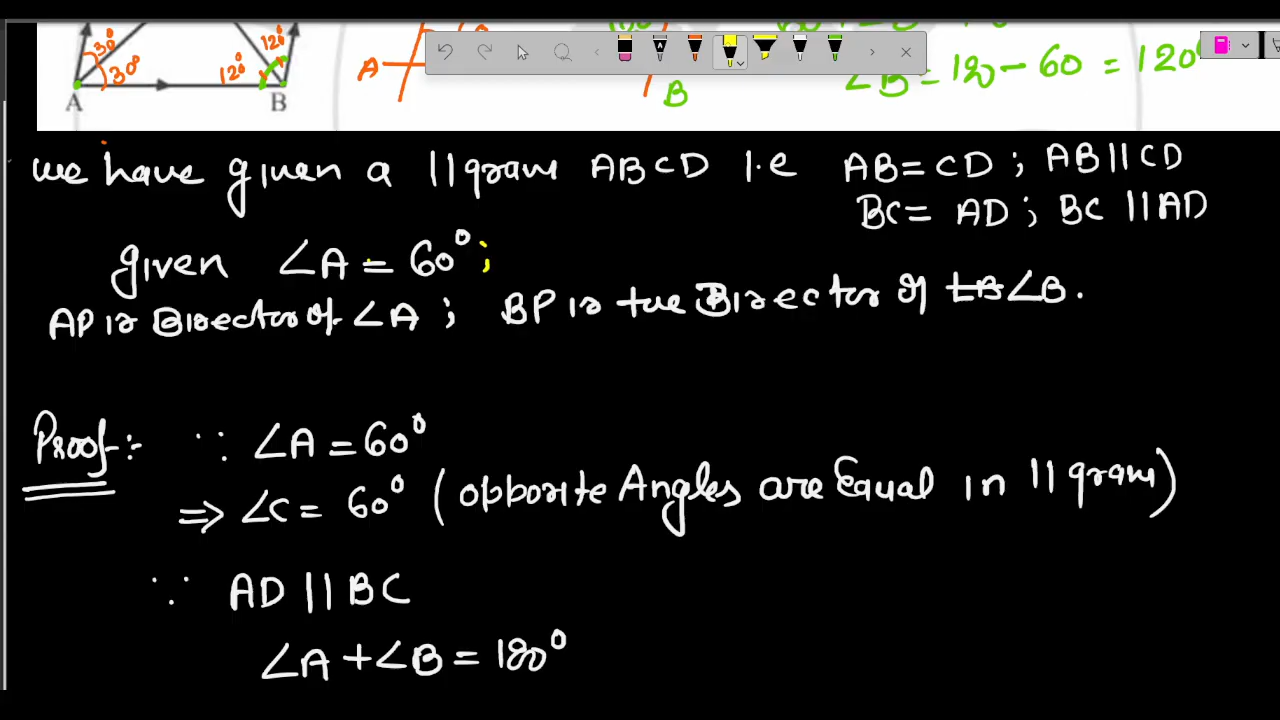 30°
30°
120°
120°
A
B
A
B
∠B = 180 - 60 = 120°
we have given a ||gram ABCD i.e AB = CD ; AB || CD
BC = AD ; BC || AD
given ∠A = 60° ;
AP is Bisector of ∠A ; BP is the Bisector of ∠B ∠B.
Proof :- ∵ ∠A = 60°
⇒ ∠C = 60° (opposite Angles are Equal in ||gram)
∵ AD || BC
∠A + ∠B = 180°